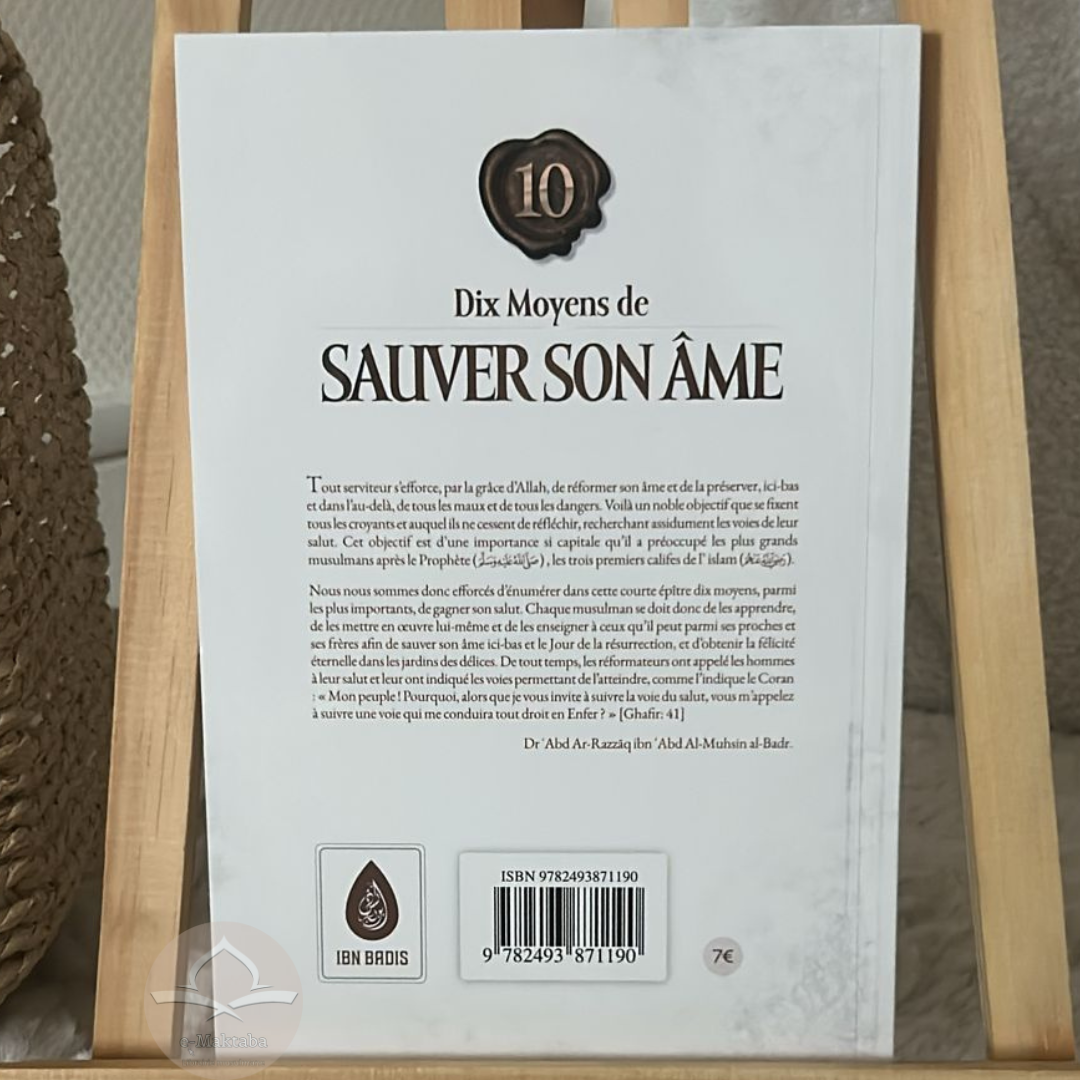 10
Dix Moyens de
SAUVER SON ÂME
Tout serviteur s'efforce, par la grâce d'Allah, de réformer son âme et de la préserver, ici-bas
et dans l'au-delà, de tous les maux et de tous les dangers. Voilà un noble objectif que se fixent
tous les croyants et auquel ils ne cessent de réfléchir, recherchant assidument les voies de leur
salut. Cet objectif est d'une importance si capitale qu'il a préoccupé les plus grands
musulmans après le Prophète (ﷺ), les trois premiers califes de l' islam ().
Nous nous sommes donc efforcés d'énumérer dans cette courte épître dix moyens, parmi
les plus importants, de gagner son salut. Chaque musulman se doit donc de les apprendre,
de les mettre en œuvre lui-même et de les enseigner à ceux qu'il peut parmi ses proches et
ses frères afin de sauver son âme ici-bas et le Jour de la résurrection, et d'obtenir la félicité
éternelle dans les jardins des délices. De tout temps, les réformateurs ont appelé les hommes
à leur salut et leur ont indiqué les voies permettant de l'atteindre, comme l'indique le Coran
: « Mon peuple ! Pourquoi, alors que je vous invite à suivre la voie du salut, vous m'appelez
à suivre une voie qui me conduira tout droit en Enfer ? » [Ghafir: 41]
Dr ʿAbd Ar-Razzāq ibn ʿAbd Al-Muhsin al-Badr.
IBN BADIS
ISBN 9782493871190
9 782493 871190
7€
e-Maktaba